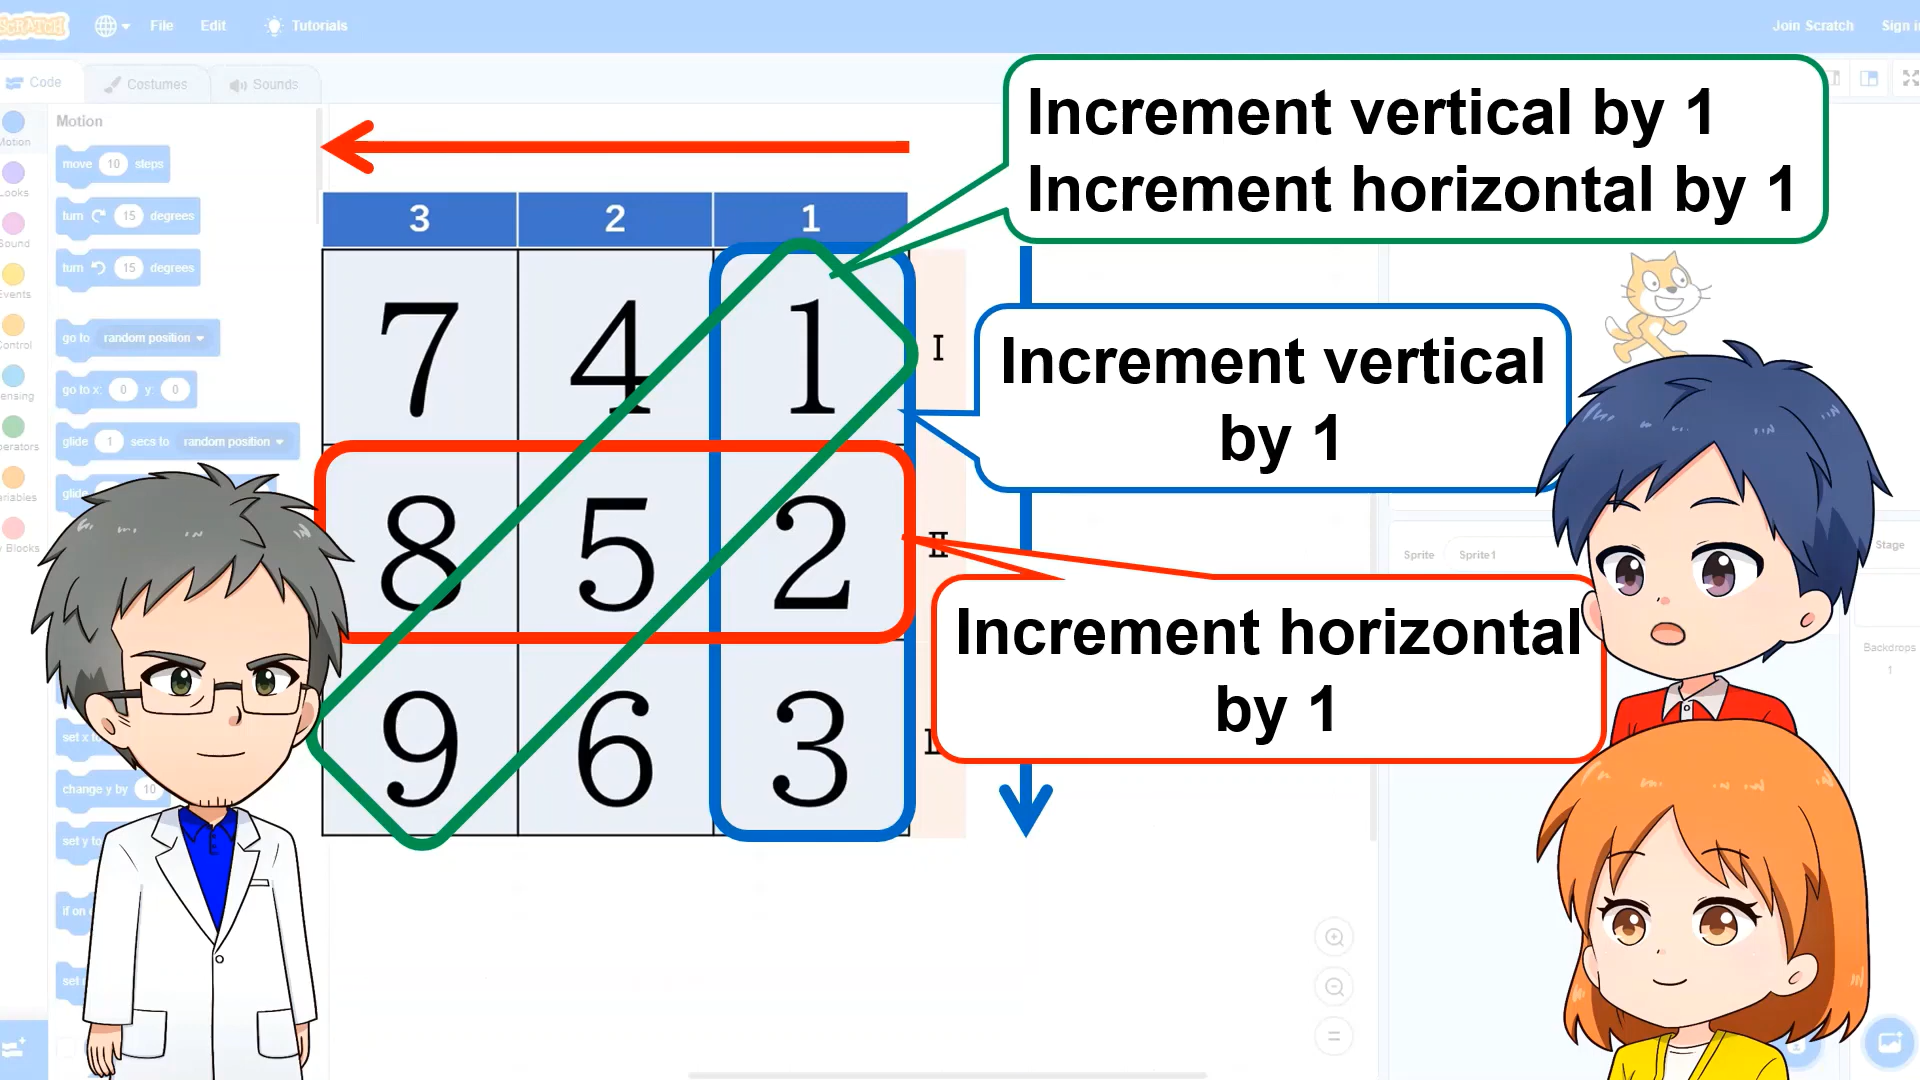 SCRATCH File Edit Tutorials Join Scratch
Code Costumes Sounds
Motion
move 10 steps
turn 15 degrees
turn 15 degrees
go to random position
go to x: 0 y: 0
glide 1 secs to random position
change y by 10
Increment vertical by 1
Increment horizontal by 1
3 2 1
7 4 1 I
8 5 2 II
9 6 3
Increment vertical
by 1
Increment horizontal
by 1
Sprite Sprite1
Stage
Backdrops
1